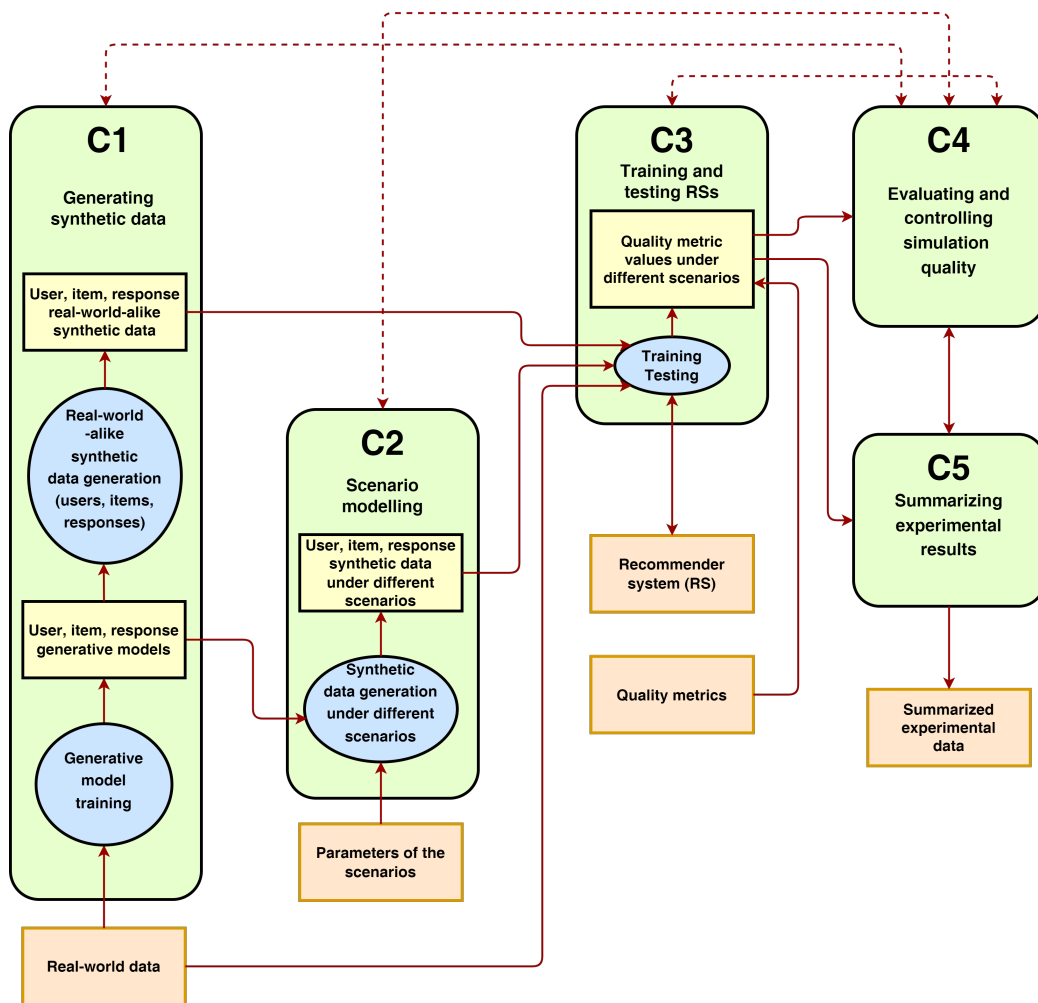 C1
Generating
synthetic data
User, item, response
real-world-alike
synthetic data
Real-world
-alike
synthetic
data generation
(users, items,
responses)
User, item, response
generative models
Generative
model
training
Real-world data
C2
Scenario
modelling
User, item, response
synthetic data
under different
scenarios
Synthetic
data generation
under different
scenarios
Parameters of the
scenarios
C3
Training and
testing RSs
Quality metric
values under
different scenarios
Training
Testing
Recommender
system (RS)
Quality metrics
C4
Evaluating and
controlling
simulation
quality
C5
Summarizing
experimental
results
Summarized
experimental
data